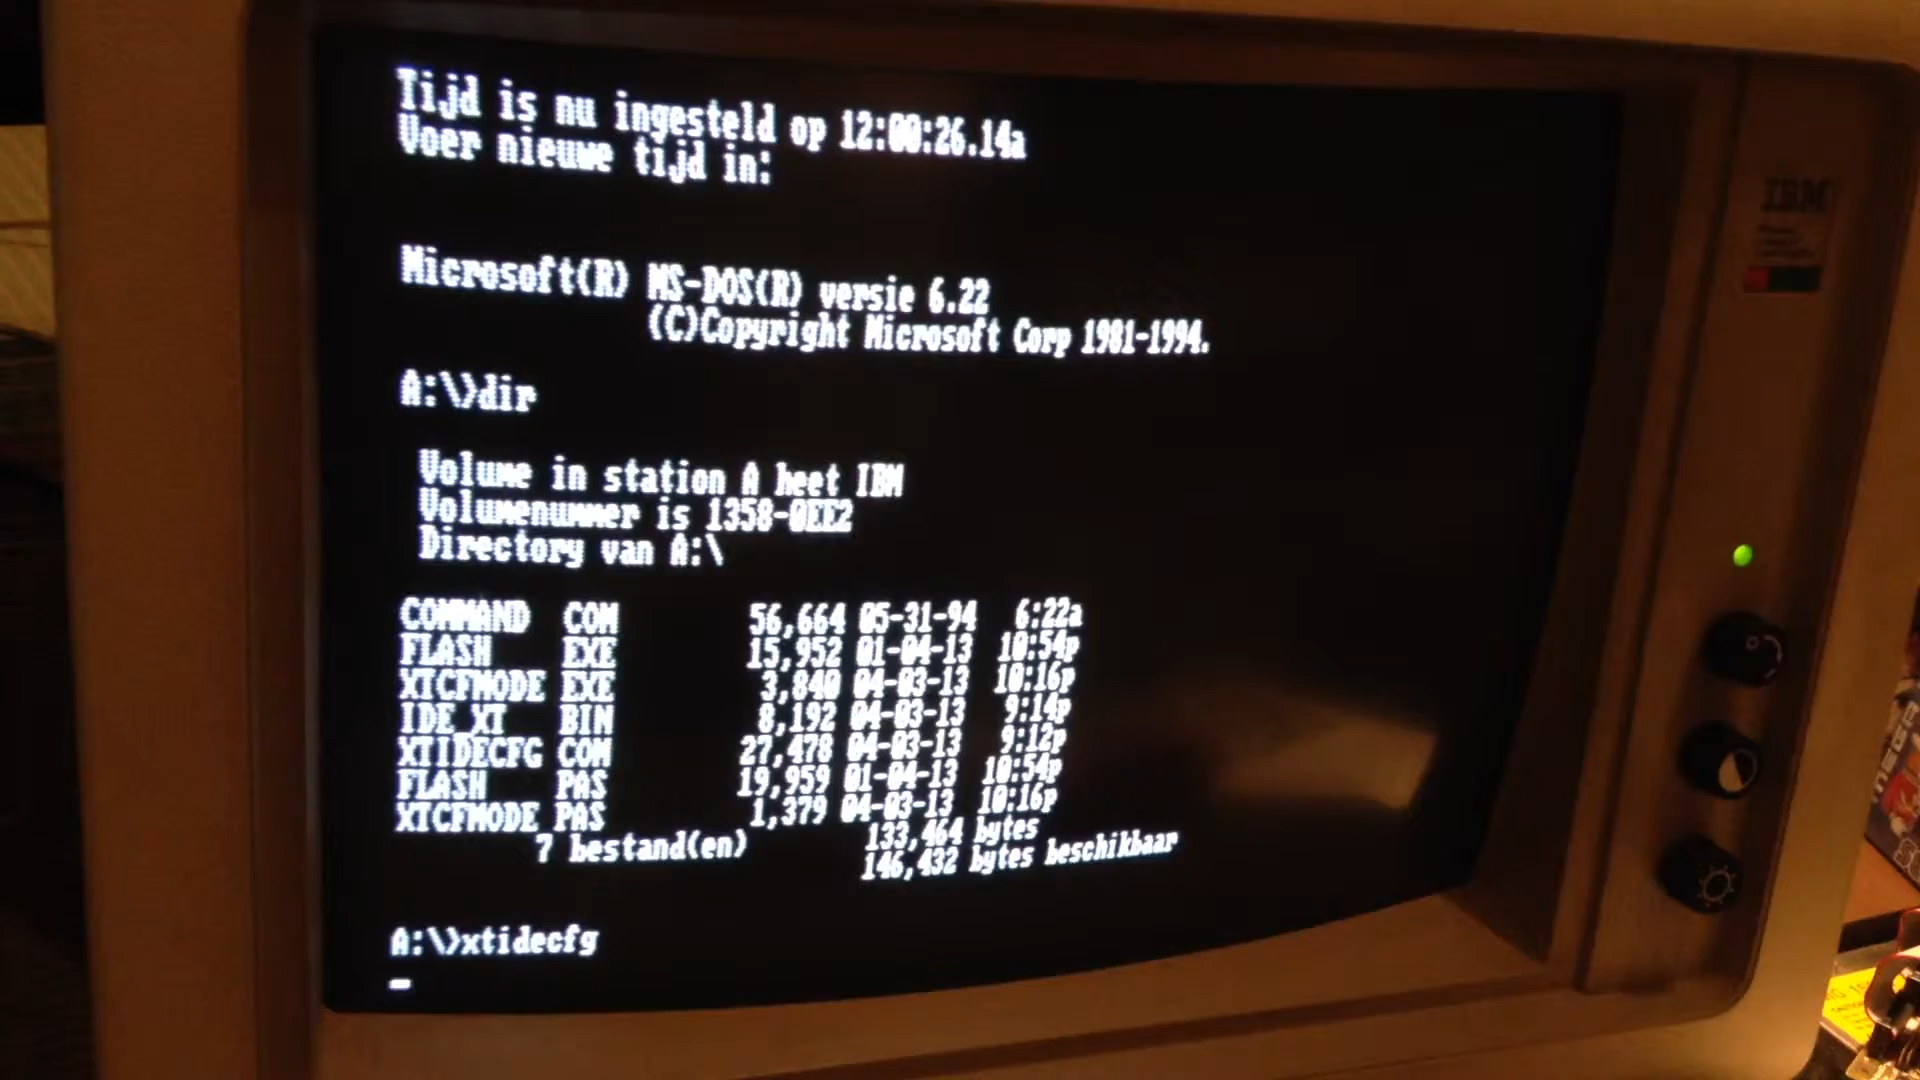 Tijd is nu ingesteld op 12:00:26.14a
Voer nieuwe tijd in:
Microsoft(R) MS-DOS(R) versie 6.22
(C)Copyright Microsoft Corp 1981-1994.
A:\>dir
Volume in station A heet IBM
Volumenummer is 1358-0EE2
Directory van A:\
COMMAND COM 56,664 05-31-94 6:22a
FLASH EXE 15,952 01-04-13 10:54p
XTCFMODE EXE 3,840 04-03-13 10:16p
IDE_XT BIN 8,192 04-03-13 9:14p
XTIDECFG COM 27,478 04-03-13 9:12p
FLASH PAS 19,959 01-04-13 10:54p
XTCFMODE PAS 1,379 04-03-13 10:16p
7 bestand(en) 133,464 bytes
146,432 bytes beschikbaar
A:\>xtidecfg
IBM